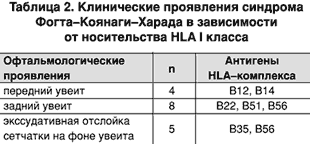 Таблица 2. Клинические проявления синдрома
Фогта–Коянаги–Харада в зависимости
от носительства HLA I класса
Офтальмологические проявления n Антигены HLA–комплекса
передний увеит 4 B12, B14
задний увеит 8 B22, B51, B56
экссудативная отслойка
сетчатки на фоне увеита 5 B35, B56